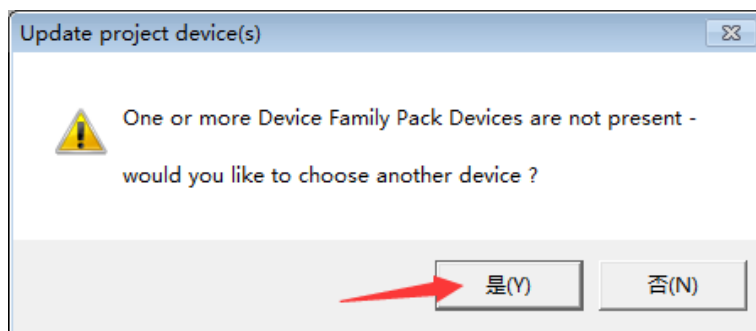 Update project device(s)
One or more Device Family Pack Devices are not present -
would you like to choose another device ?
是(Y)
否(N)